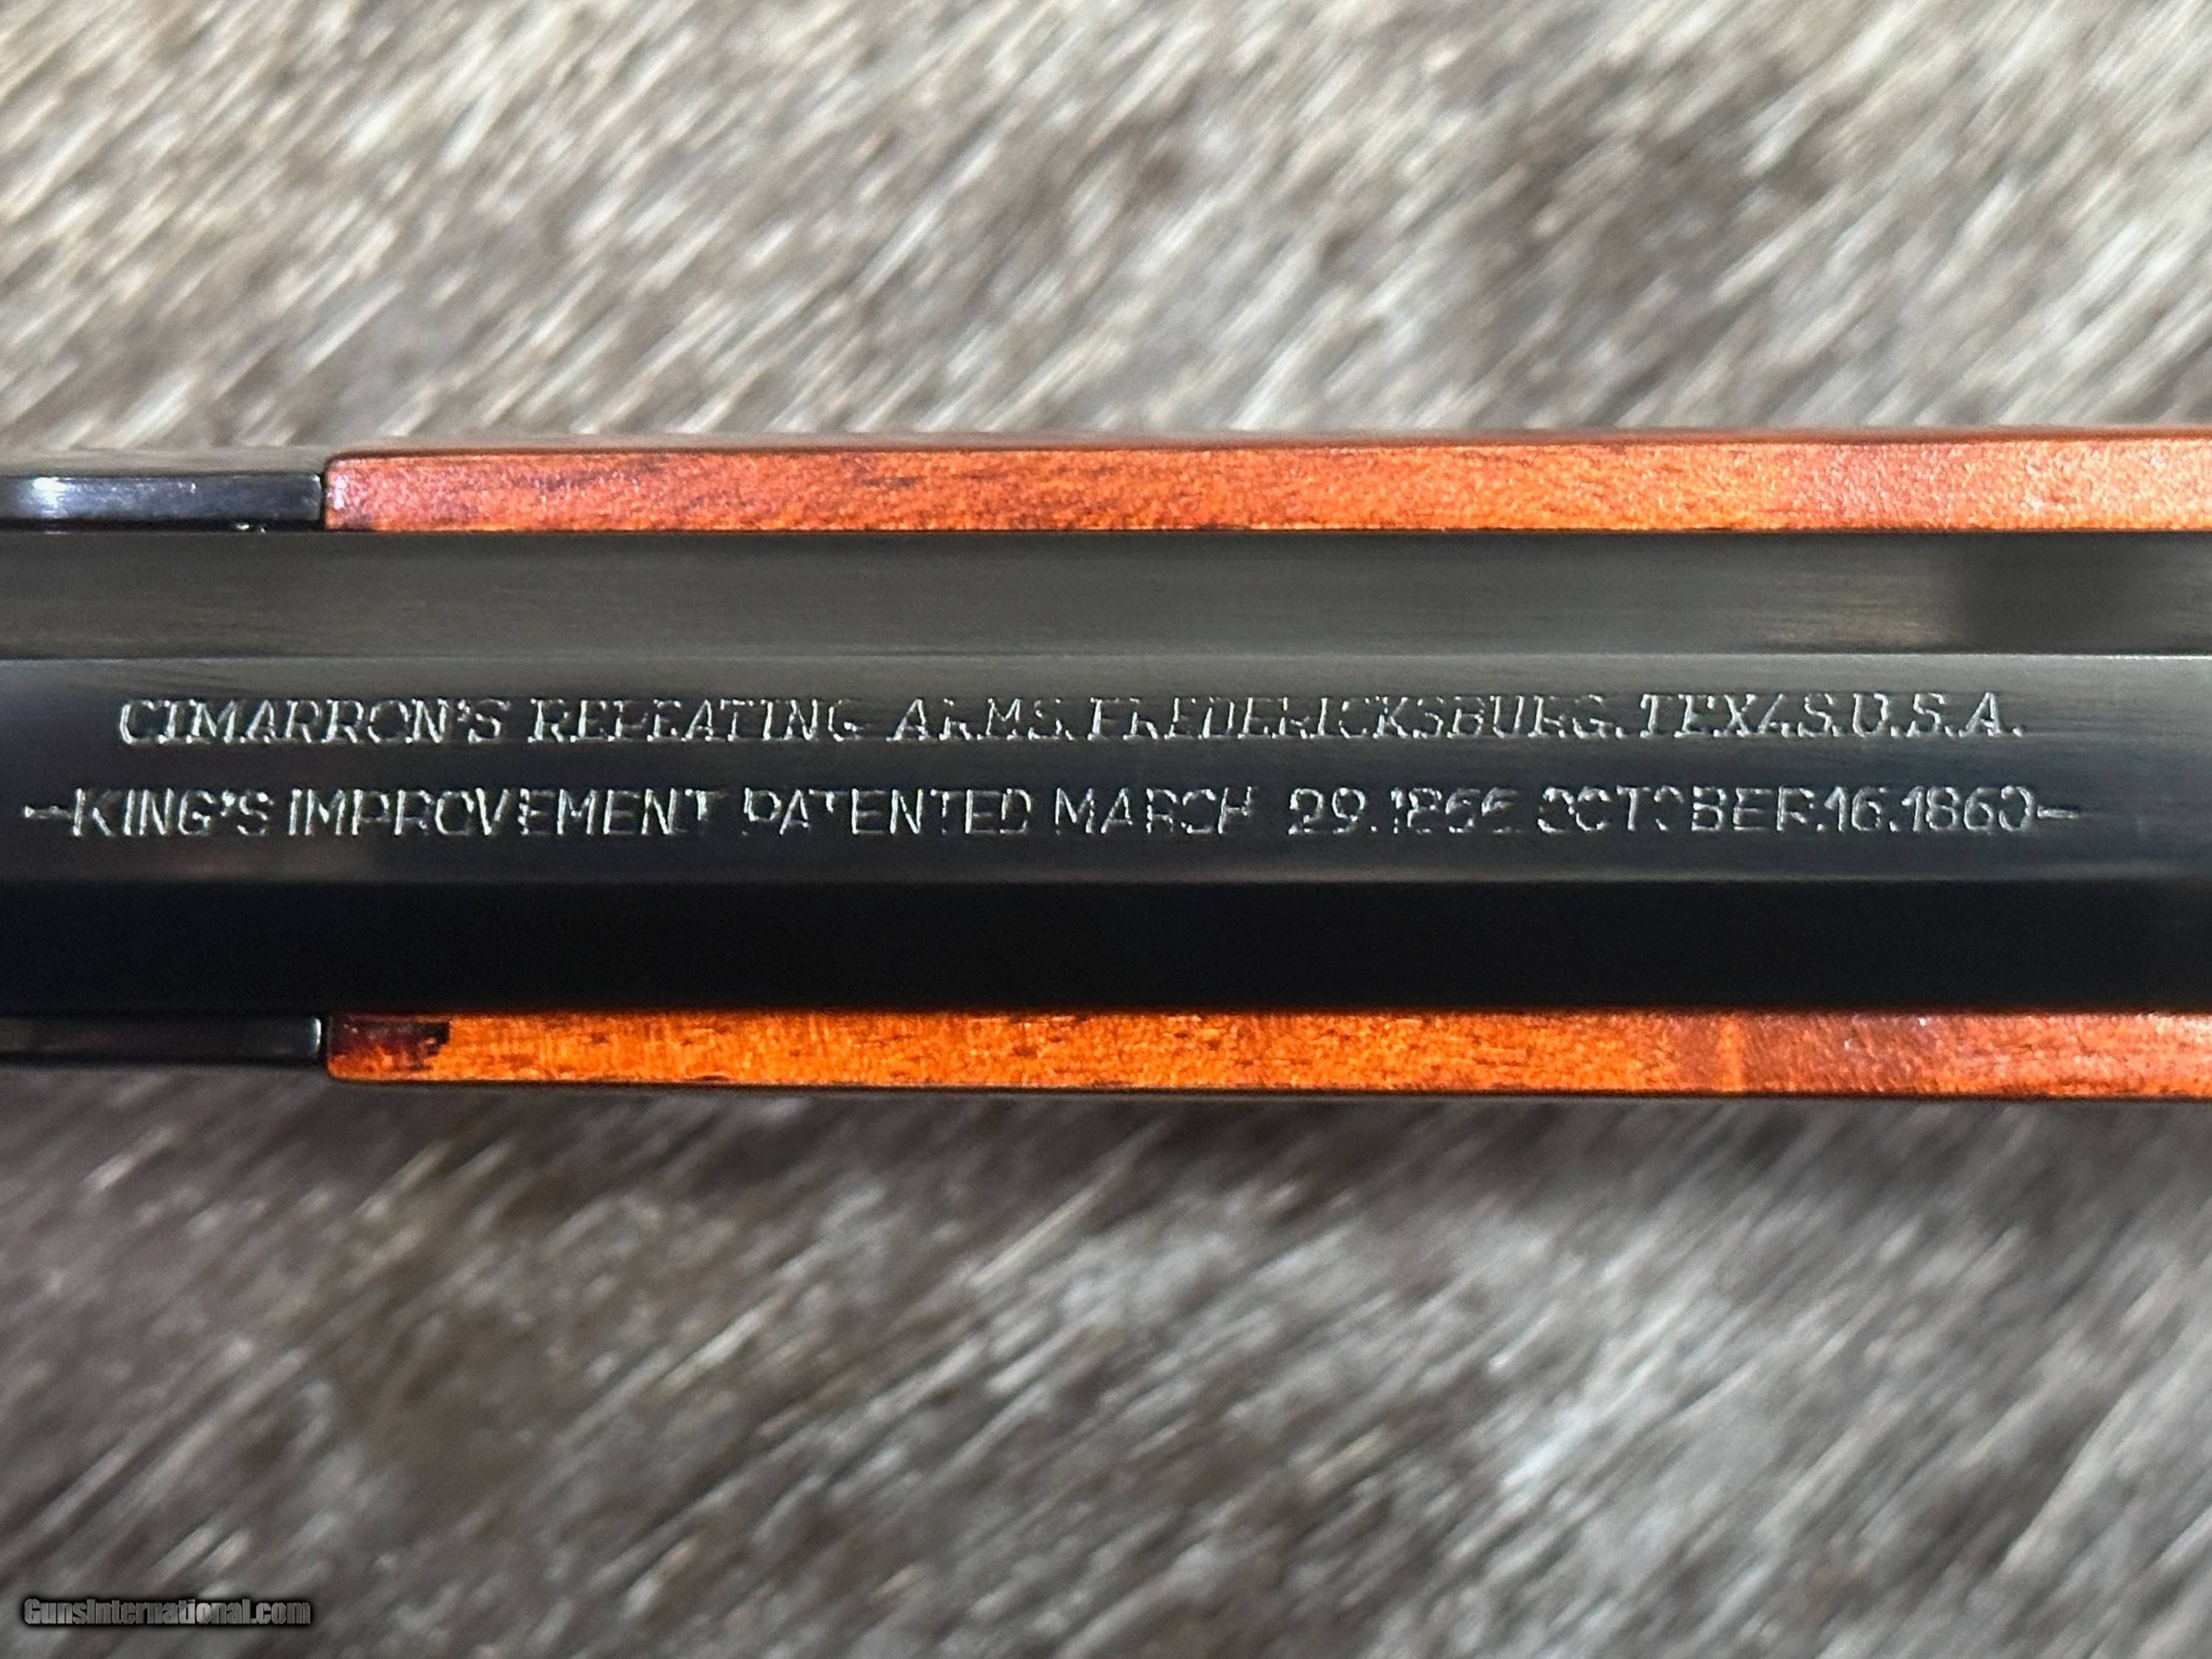 CIMARRON'S REPEATING ARMS. FREDERICKSBURG. TEXAS. U.S.A.
-KING'S IMPROVEMENT PATENTED MARCH 29.1866. OCTOBER.16.1860-
GunsInternational.com